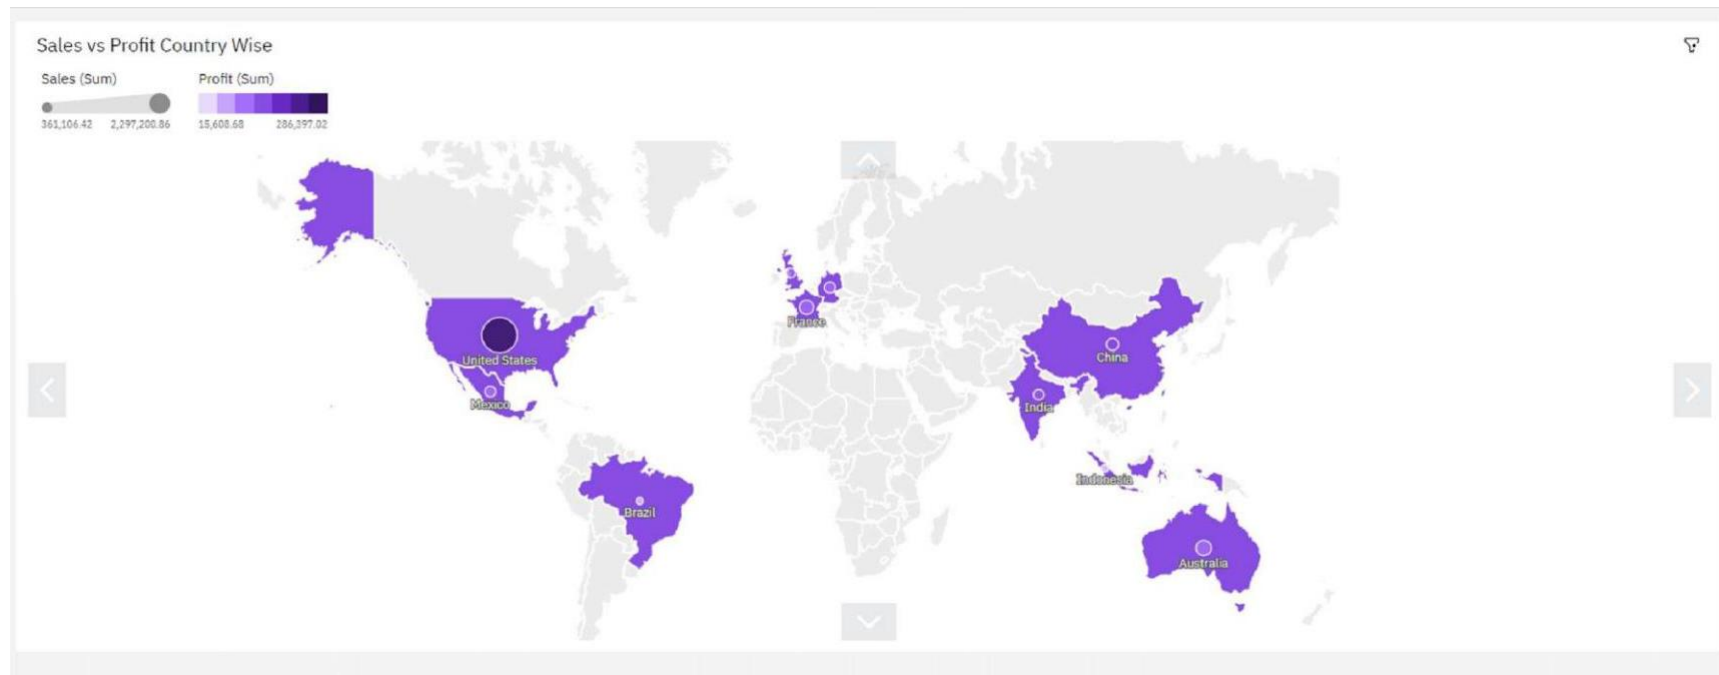 Sales vs Profit Country Wise
Sales (Sum)
Profit (Sum)
361,106.42
2,297,200.86
15,608.68
286,397.02
France
United States
China
Mexico
India
Indonesia
Brazil
Australia